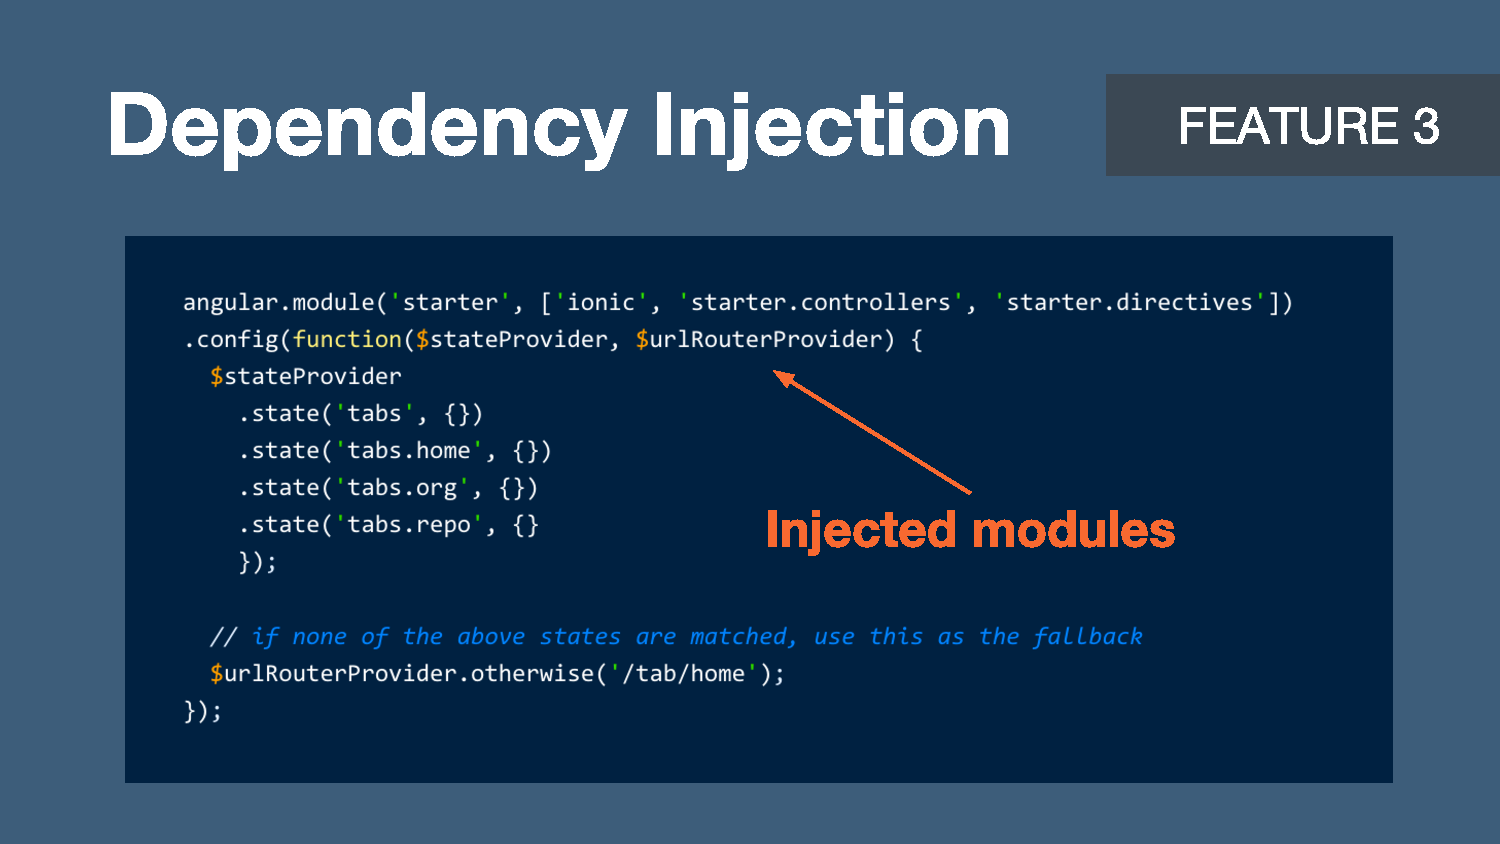 Dependency Injection
FEATURE 3
angular.module('starter', ['ionic', 'starter.controllers', 'starter.directives'])
.config(function($stateProvider, $urlRouterProvider) {
  $stateProvider
    .state('tabs', {})
    .state('tabs.home', {})
    .state('tabs.org', {})
    .state('tabs.repo', {}
    });
Injected modules
  // if none of the above states are matched, use this as the fallback
  $urlRouterProvider.otherwise('/tab/home');
});